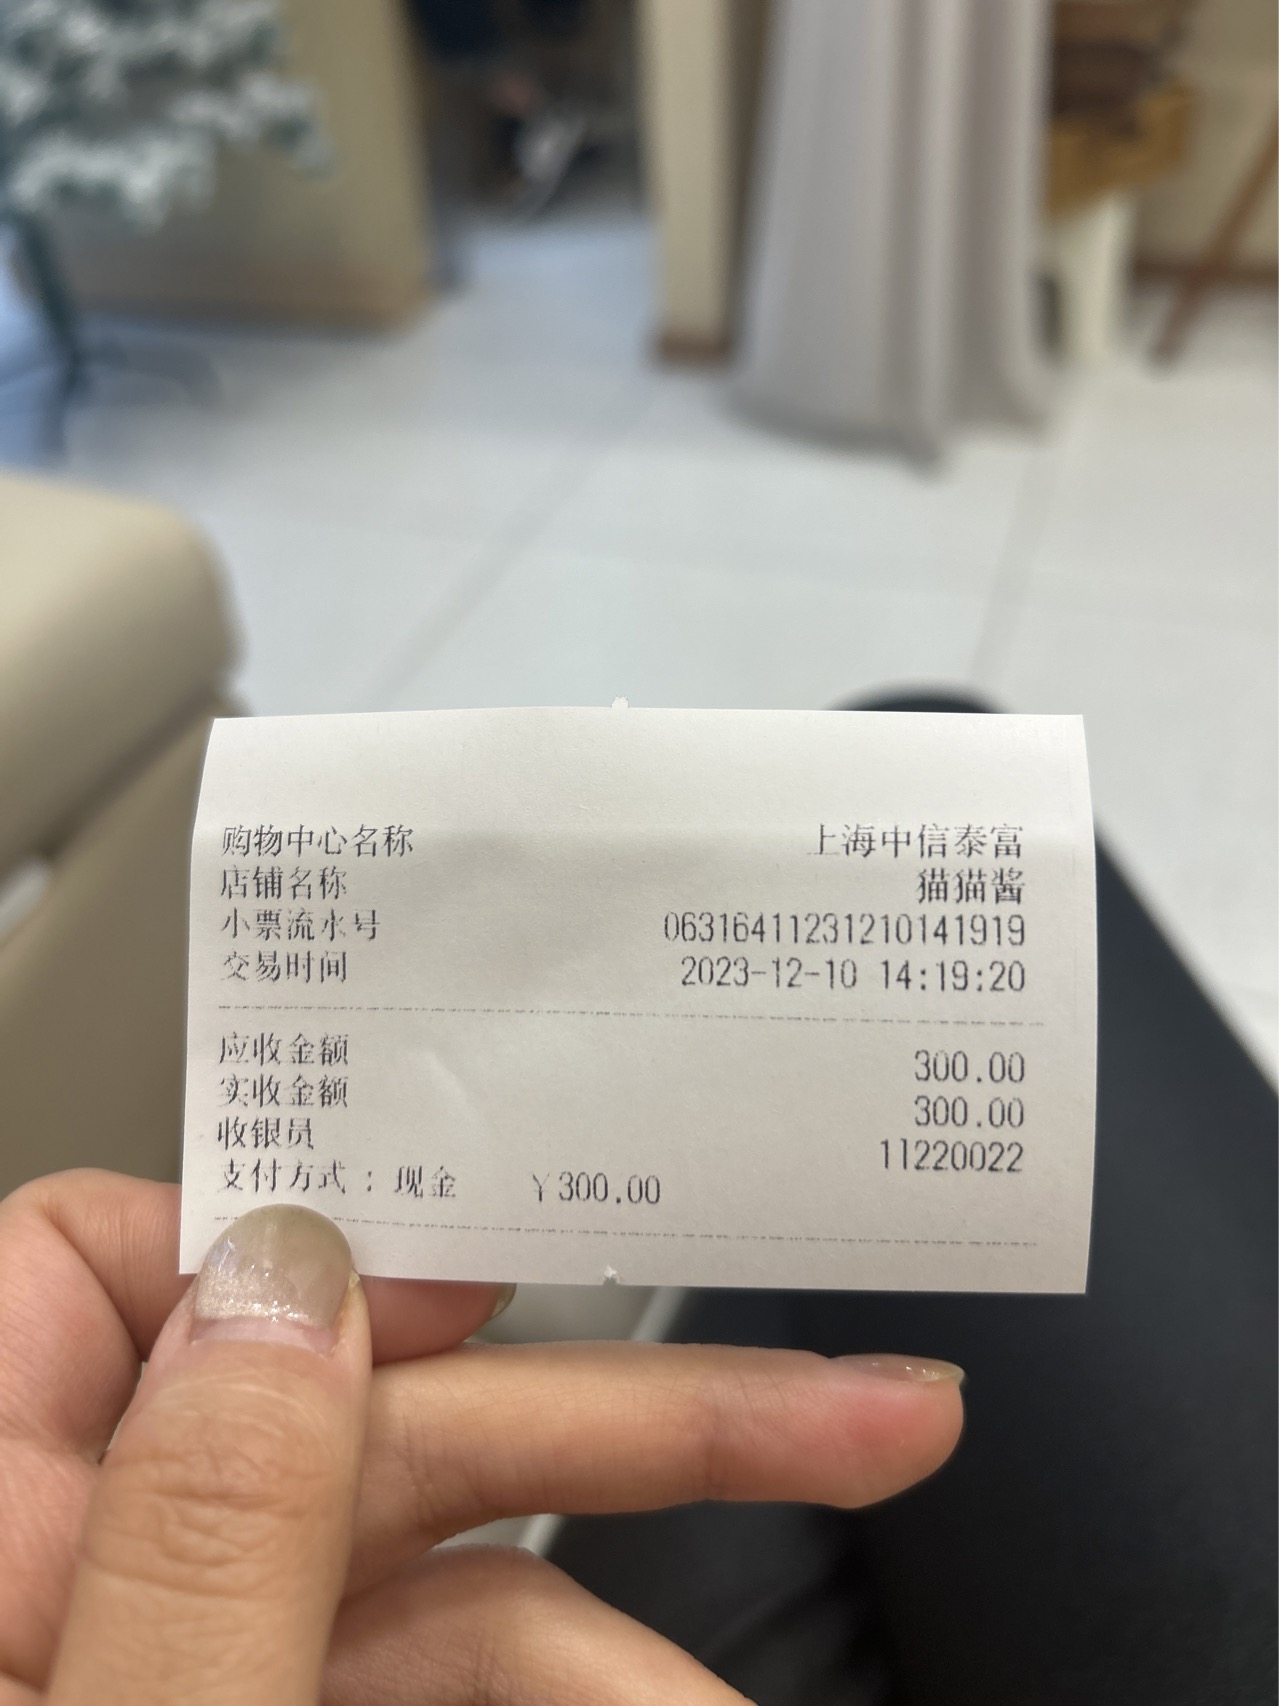 购物中心名称 上海中信泰富
店铺名称 猫猫酱
小票流水号 06316411231210141919
交易时间 2023-12-10 14:19:20
应收金额 300.00
实收金额 300.00
收银员 11220022
支付方式：现金 ￥300.00